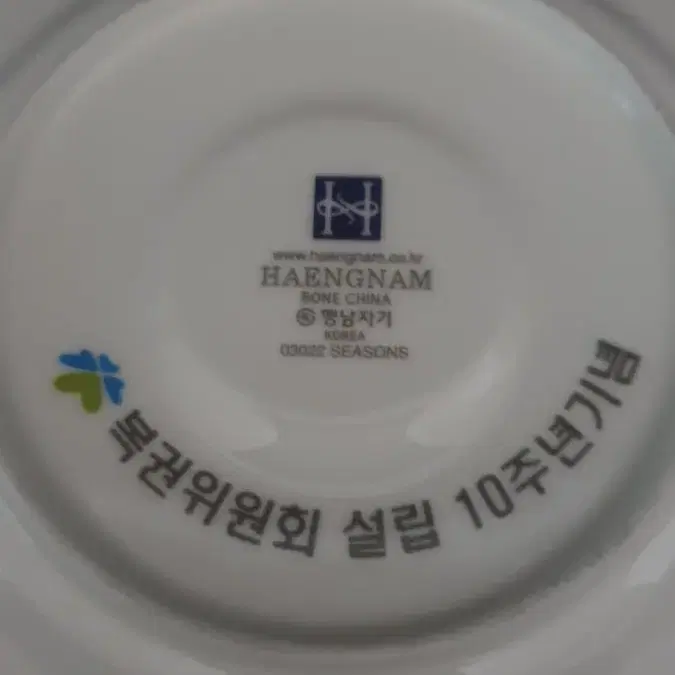 www.haengnam.co.kr
HAENGNAM
BONE CHINA
행남자기
KOREA
03022 SEASONS
복권위원회 설립 10주년기념